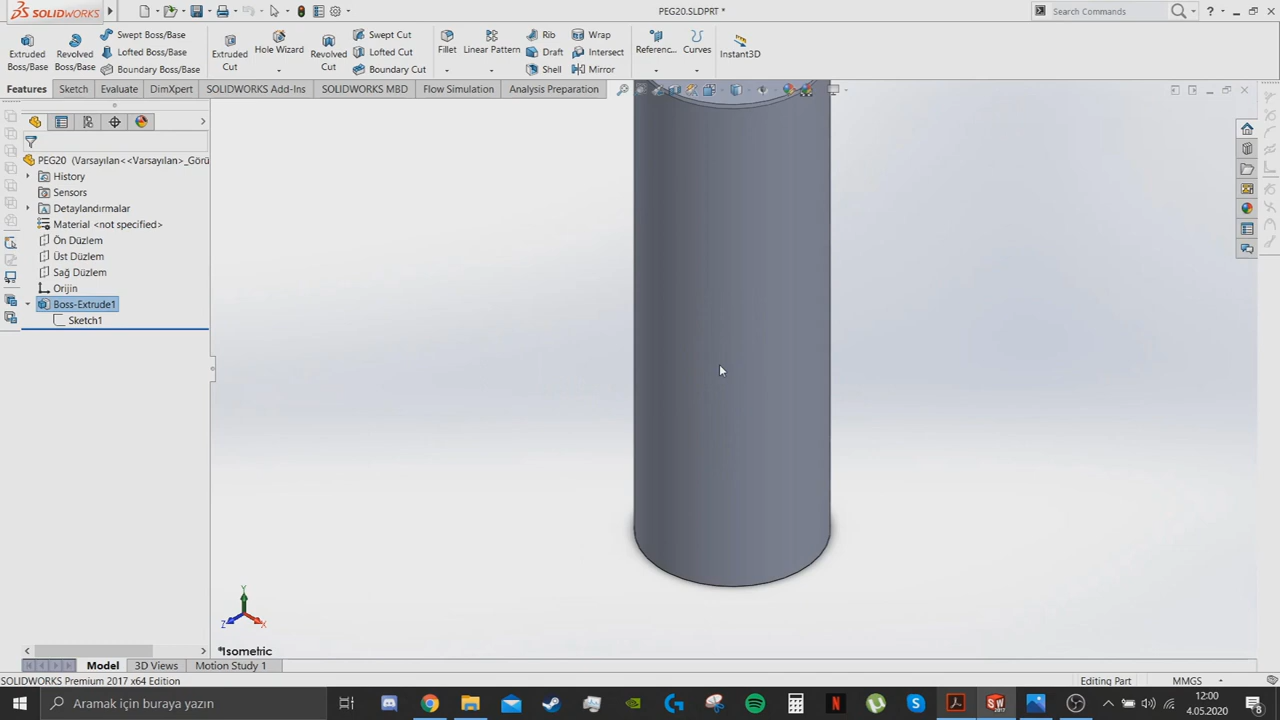 SOLIDWORKS
PEG20.SLDPRT *
Search Commands
Extruded Boss/Base
Revolved Boss/Base
Swept Boss/Base
Lofted Boss/Base
Boundary Boss/Base
Extruded Cut
Hole Wizard
Revolved Cut
Swept Cut
Lofted Cut
Boundary Cut
Fillet
Linear Pattern
Rib
Draft
Shell
Wrap
Intersect
Mirror
Referenc...
Curves
Instant3D
Features
Sketch
Evaluate
DimXpert
SOLIDWORKS Add-Ins
SOLIDWORKS MBD
Flow Simulation
Analysis Preparation
PEG20 (Varsayılan<<Varsayılan>_Görü
History
Sensors
Detaylandırmalar
Material <not specified>
Ön Düzlem
Üst Düzlem
Sağ Düzlem
Orijin
Boss-Extrude1
Sketch1
Y
Z
X
*Isometric
Model
3D Views
Motion Study 1
SOLIDWORKS Premium 2017 x64 Edition
Editing Part
MMGS
Aramak için buraya yazın
12:00
4.05.2020
8